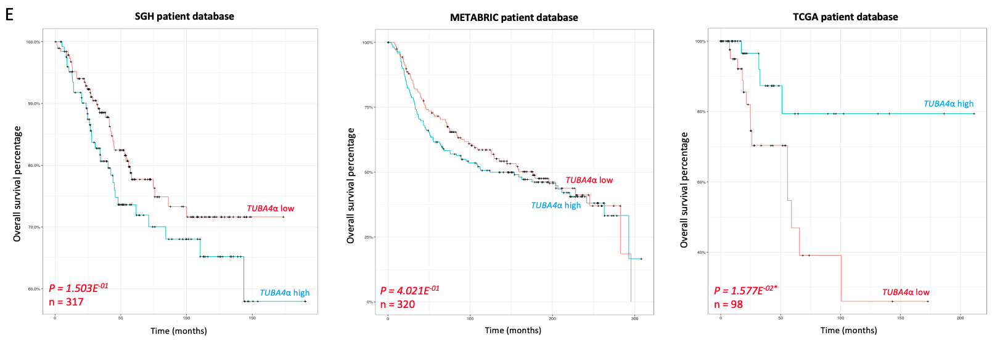 E
SGH patient database
100.0%
90.0%
80.0%
70.0%
60.0%
Overall survival percentage
TUBA4α low
TUBA4α high
P = 1.503E-01
n = 317
0
50
100
150
Time (months)
METABRIC patient database
100%
75%
50%
25%
0%
Overall survival percentage
TUBA4α low
TUBA4α high
P = 4.021E-01
n = 320
0
100
200
300
Time (months)
TCGA patient database
100%
80%
60%
40%
Overall survival percentage
TUBA4α high
TUBA4α low
P = 1.577E-02*
n = 98
0
50
100
150
200
Time (months)